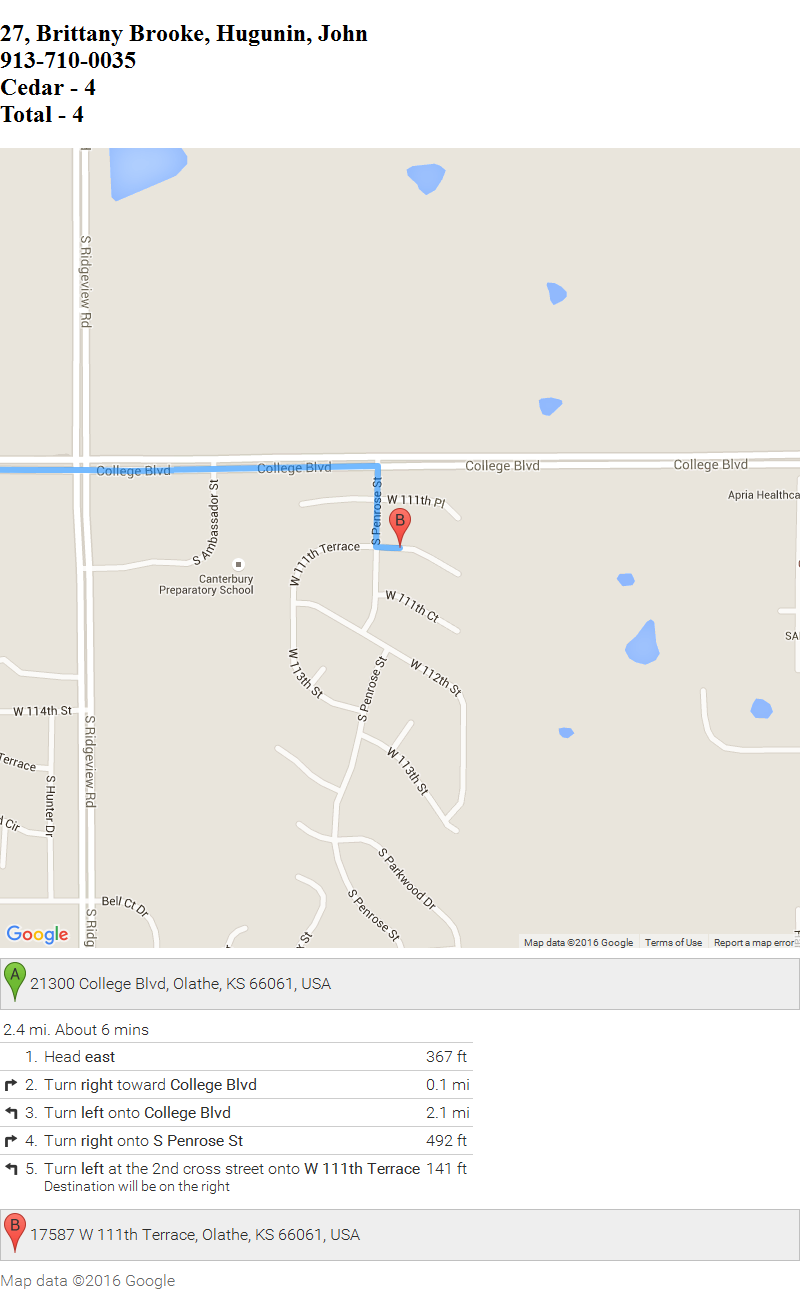 27, Brittany Brooke, Hugunin, John
913-710-0035
Cedar - 4
Total - 4
S Ridgeview Rd
College Blvd
College Blvd
College Blvd
College Blvd
Apria Healthca
S Ambassador St
S Penrose St
W 111th Pl
B
W 111th Terrace
Canterbury
Preparatory School
W 111th Ct
SA
W 113th St
S Penrose St
W 112th St
W 114th St
S Ridgeview Rd
Terrace
S Hunter Dr
W 113th St
d Cir
S Parkwood Dr
S Penrose St
Bell Ct Dr
S Ridg
x St
Google
Map data ©2016 Google
Terms of Use
Report a map error
A
21300 College Blvd, Olathe, KS 66061, USA
2.4 mi. About 6 mins
1. Head east 367 ft
2. Turn right toward College Blvd 0.1 mi
3. Turn left onto College Blvd 2.1 mi
4. Turn right onto S Penrose St 492 ft
5. Turn left at the 2nd cross street onto W 111th Terrace 141 ft
Destination will be on the right
B
17587 W 111th Terrace, Olathe, KS 66061, USA
Map data ©2016 Google